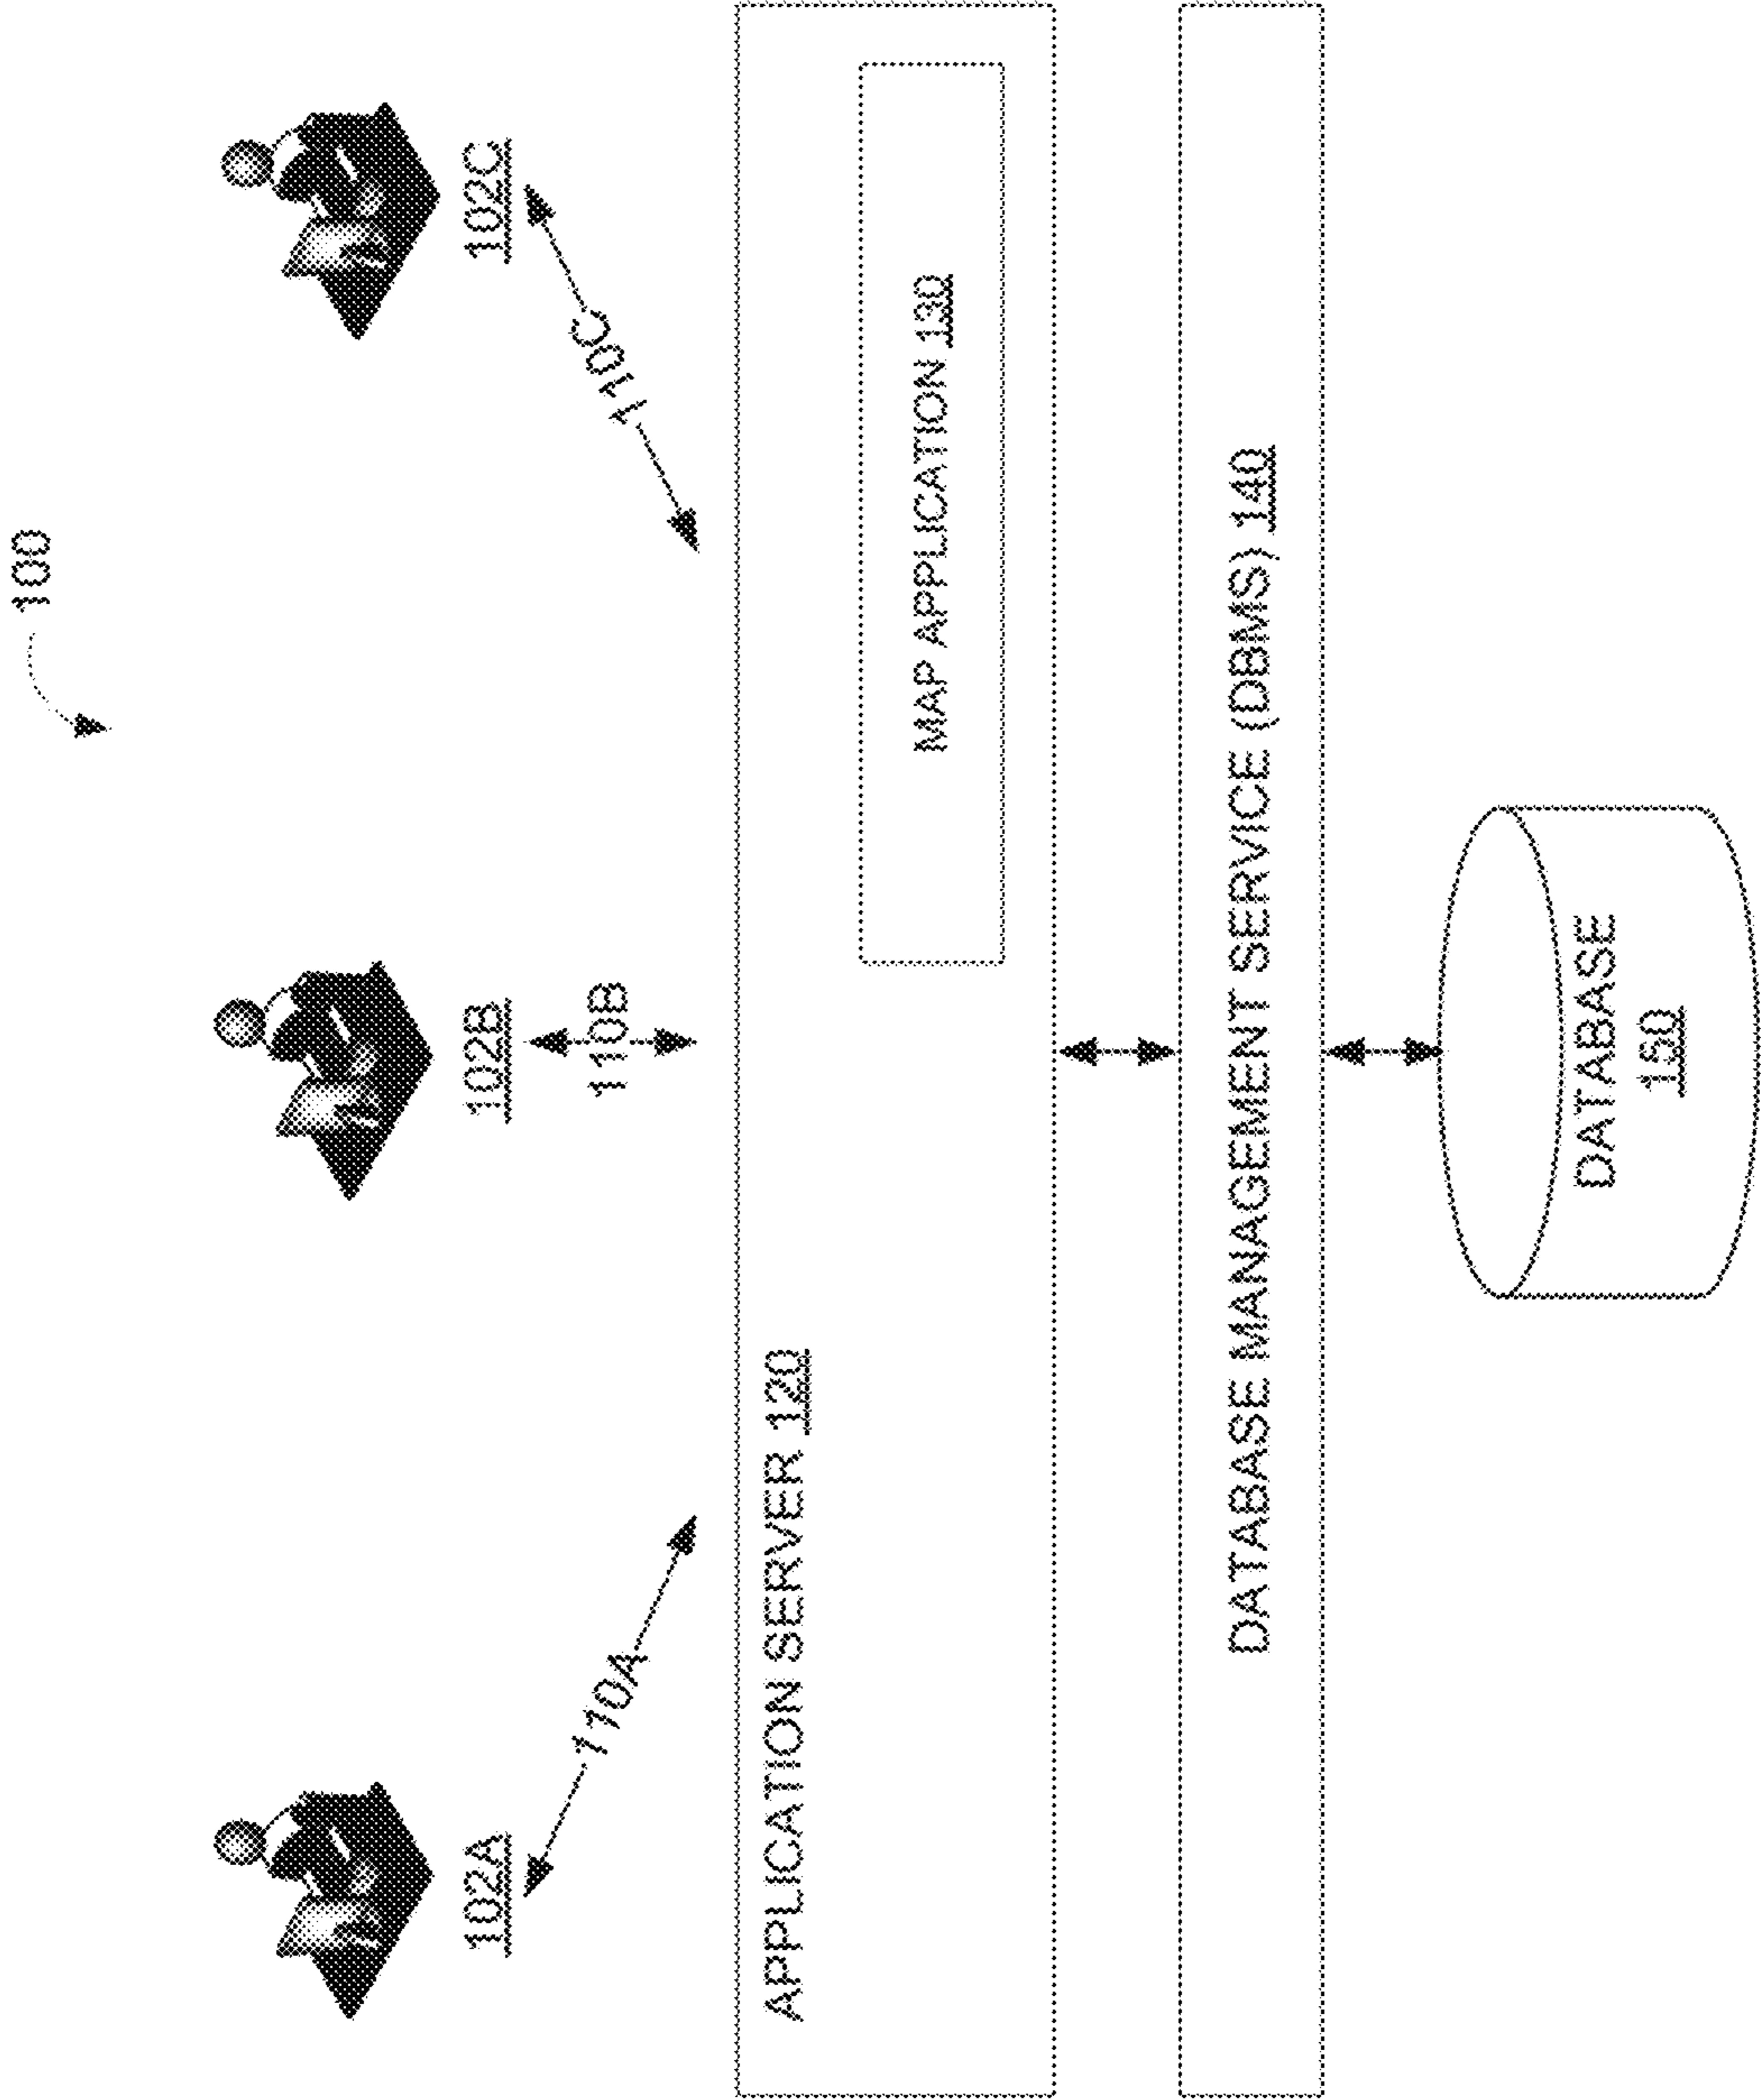 100
102A
102B
102C
110A
110B
110C
APPLICATION SERVER 120
MAP APPLICATION 130
DATABASE MANAGEMENT SERVICE (DBMS) 140
DATABASE
150